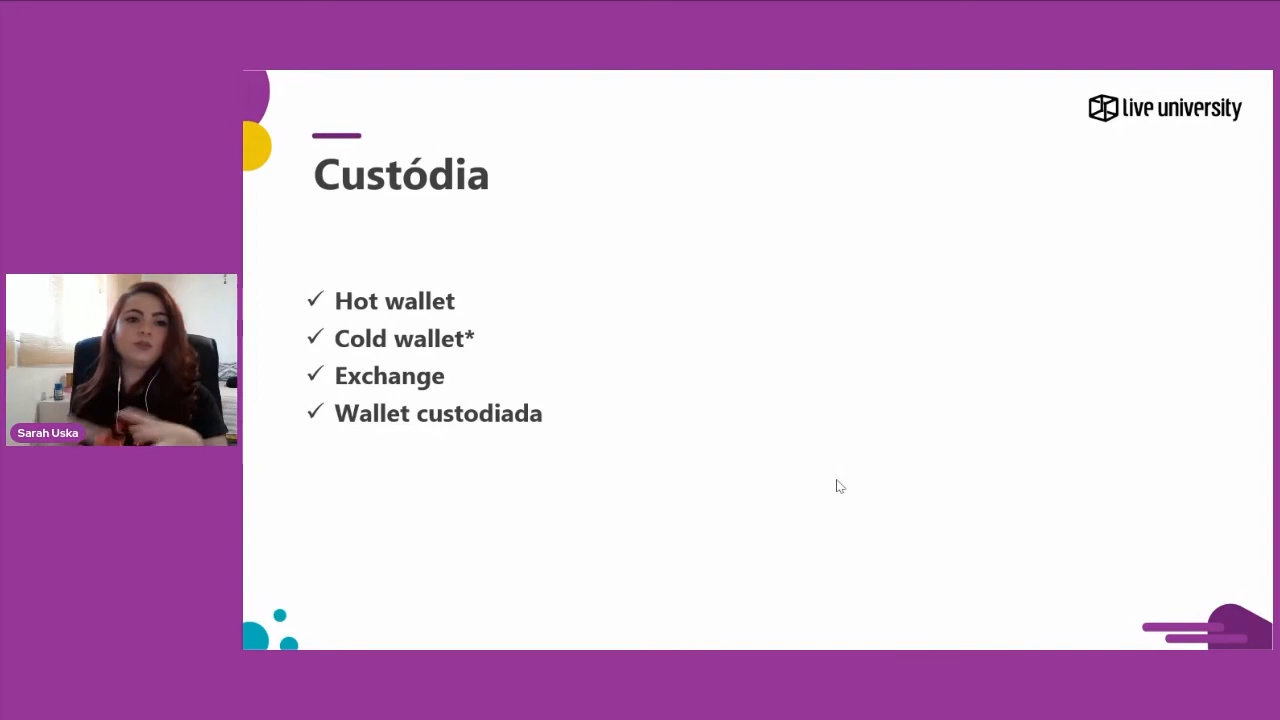 live university
Custódia
✓ Hot wallet
✓ Cold wallet*
✓ Exchange
✓ Wallet custodiada
Sarah Uska